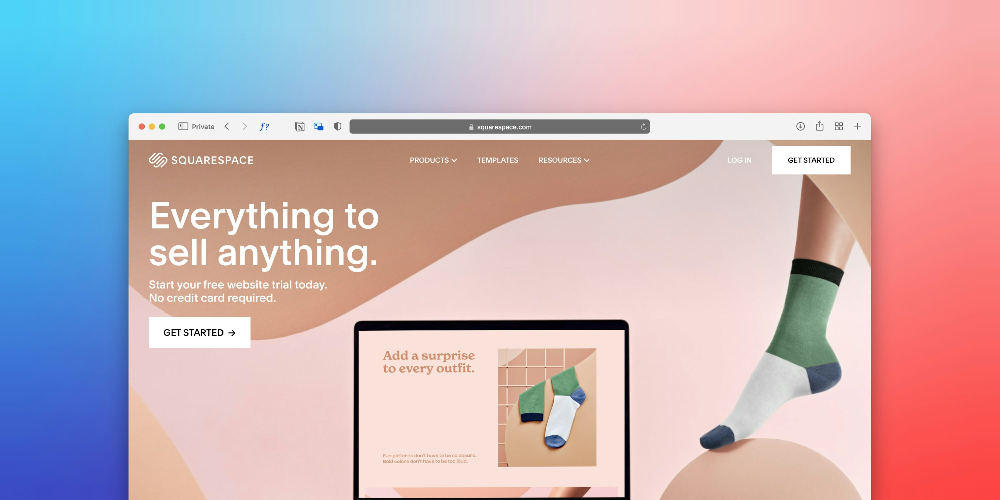 Private
f?
N
squarespace.com
SQUARESPACE
PRODUCTS
TEMPLATES
RESOURCES
LOG IN
GET STARTED
Everything to
sell anything.
Start your free website trial today.
No credit card required.
GET STARTED →
Add a surprise
to every outfit.
Fun patterns don't have to be so absurd.
Bold colors don't have to be too loud.